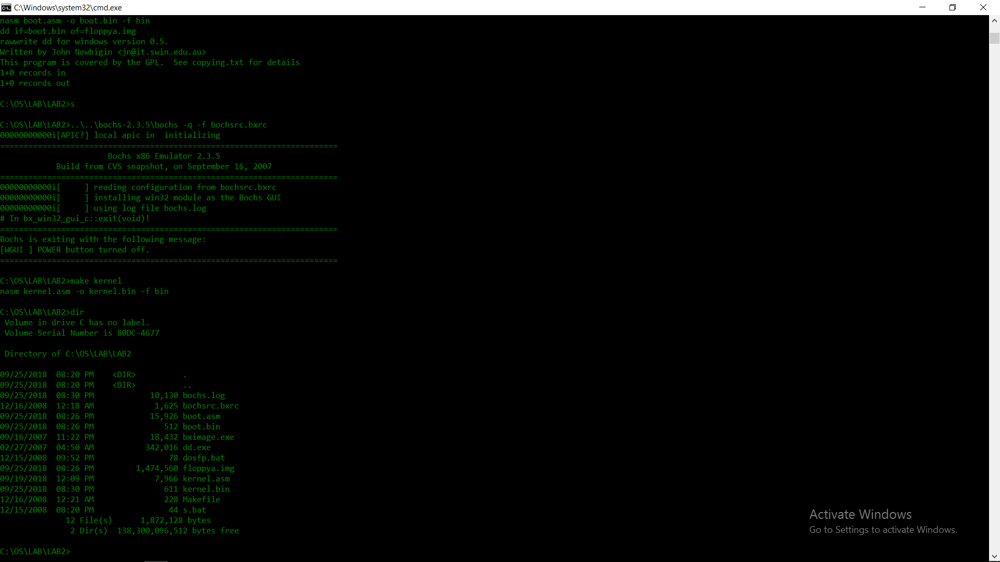 C:\Windows\system32\cmd.exe
nasm boot.asm -o boot.bin -f bin
dd if=boot.bin of=floppya.img
rawwrite dd for windows version 0.5.
Written by John Newbigin <jn@it.swin.edu.au>
This program is covered by the GPL.  See copying.txt for details
1+0 records in
1+0 records out
C:\OS\LAB\LAB2>s
C:\OS\LAB\LAB2>..\..\bochs-2.3.5\bochs -q -f bochsrc.bxrc
00000000000i[APIC?] local apic in  initializing
========================================================================
Bochs x86 Emulator 2.3.5
Build from CVS snapshot, on September 16, 2007
========================================================================
00000000000i[     ] reading configuration from bochsrc.bxrc
00000000000i[     ] installing win32 module as the Bochs GUI
00000000000i[     ] using log file bochs.log
# In bx_win32_gui_c::exit(void)!
========================================================================
Bochs is exiting with the following message:
[WGUI ] POWER button turned off.
========================================================================
C:\OS\LAB\LAB2>make kernel
nasm kernel.asm -o kernel.bin -f bin
C:\OS\LAB\LAB2>dir
Volume in drive C has no label.
Volume Serial Number is 80DC-4677
Directory of C:\OS\LAB\LAB2
09/25/2018  08:20 PM    <DIR>          .
09/25/2018  08:20 PM    <DIR>          ..
09/25/2018  08:30 PM            10,130 bochs.log
12/16/2008  12:18 AM             1,625 bochsrc.bxrc
09/25/2018  08:26 PM            15,926 boot.asm
09/25/2018  08:26 PM               512 boot.bin
09/16/2007  11:22 PM            18,432 bximage.exe
02/27/2007  04:50 AM           342,016 dd.exe
12/15/2008  09:52 PM                78 dosfp.bat
09/25/2018  08:26 PM         1,474,560 floppya.img
09/19/2018  12:09 PM             7,966 kernel.asm
09/25/2018  08:30 PM               611 kernel.bin
12/16/2008  12:21 AM               228 Makefile
12/15/2008  08:20 PM                44 s.bat
12 File(s)      1,872,128 bytes
2 Dir(s)  138,300,096,512 bytes free
C:\OS\LAB\LAB2>
Activate Windows
Go to Settings to activate Windows.